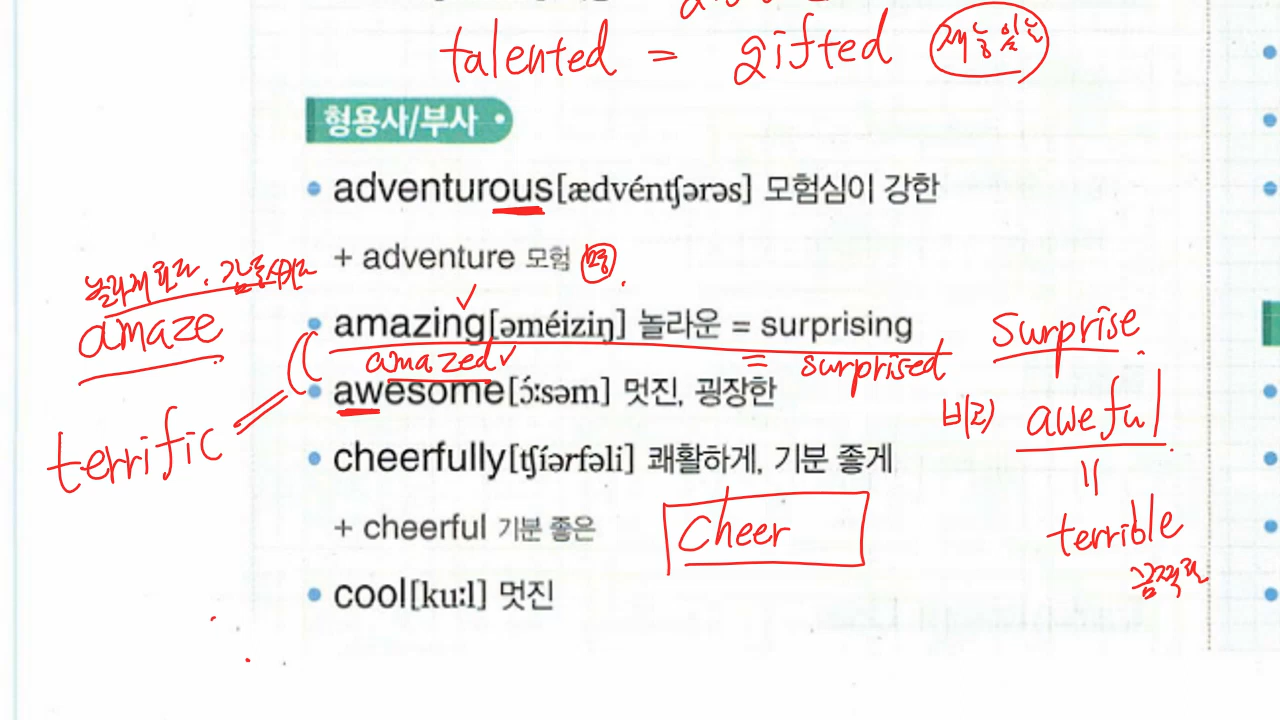 talented = gifted 재능 있는
형용사/부사
adventurous[ædvéntʃərəs] 모험심이 강한
+ adventure 모험
놀라게 하다. 감동시키다
amaze
amazing[əméiziŋ] 놀라운 = surprising
surprise
amazed = surprised
awesome[ɔ́ːsəm] 멋진, 굉장한
비교) aweful
terrific
cheerfully[tʃíərfəli] 쾌활하게, 기분 좋게
+ cheerful 기분 좋은
cheer
terrible
끔찍한
cool[kuːl] 멋진